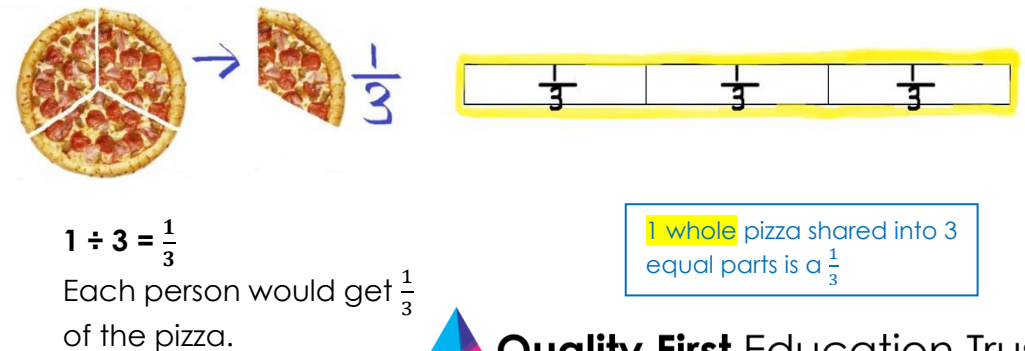 1/3
1/3 1/3 1/3
1 ÷ 3 = 1/3
Each person would get 1/3
of the pizza.
1 whole pizza shared into 3
equal parts is a 1/3
Quality First Education Trus